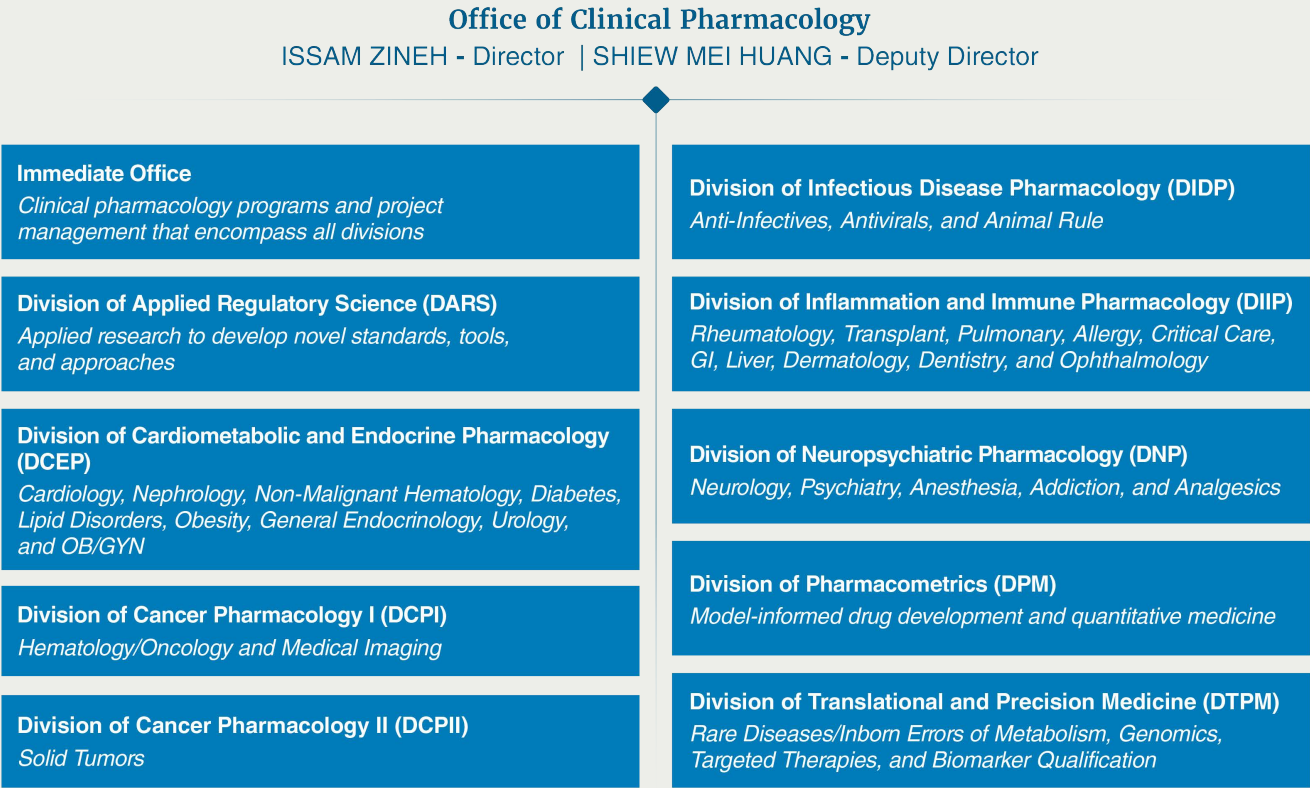 Office of Clinical Pharmacology
ISSAM ZINEH - Director | SHIEW MEI HUANG - Deputy Director
Immediate Office
Clinical pharmacology programs and project
management that encompass all divisions
Division of Applied Regulatory Science (DARS)
Applied research to develop novel standards, tools,
and approaches
Division of Cardiometabolic and Endocrine Pharmacology
(DCEP)
Cardiology, Nephrology, Non-Malignant Hematology, Diabetes,
Lipid Disorders, Obesity, General Endocrinology, Urology,
and OB/GYN
Division of Cancer Pharmacology I (DCPI)
Hematology/Oncology and Medical Imaging
Division of Cancer Pharmacology II (DCPII)
Solid Tumors
Division of Infectious Disease Pharmacology (DIDP)
Anti-Infectives, Antivirals, and Animal Rule
Division of Inflammation and Immune Pharmacology (DIIP)
Rheumatology, Transplant, Pulmonary, Allergy, Critical Care,
GI, Liver, Dermatology, Dentistry, and Ophthalmology
Division of Neuropsychiatric Pharmacology (DNP)
Neurology, Psychiatry, Anesthesia, Addiction, and Analgesics
Division of Pharmacometrics (DPM)
Model-informed drug development and quantitative medicine
Division of Translational and Precision Medicine (DTPM)
Rare Diseases/Inborn Errors of Metabolism, Genomics,
Targeted Therapies, and Biomarker Qualification